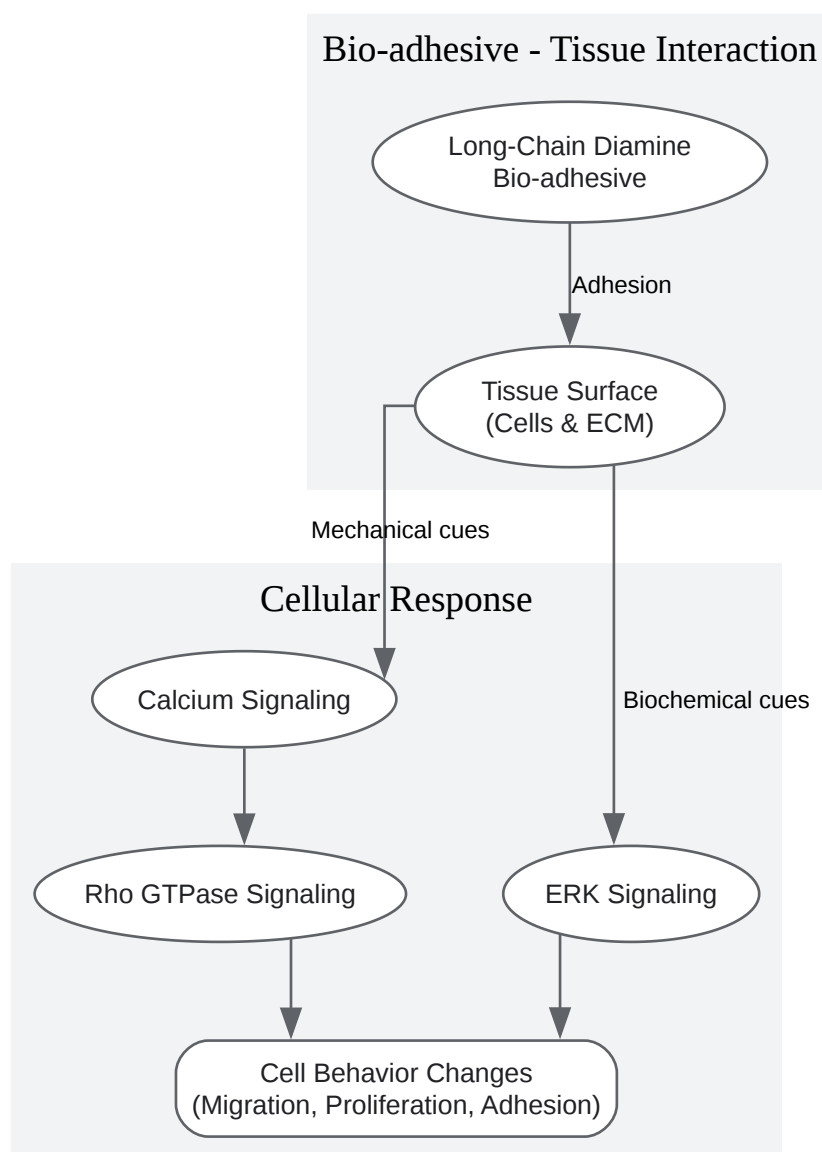 Bio-adhesive - Tissue Interaction
Long-Chain Diamine
Bio-adhesive
Adhesion
Tissue Surface
(Cells & ECM)
Mechanical cues
Cellular Response
Calcium Signaling
Biochemical cues
Rho GTPase Signaling
ERK Signaling
Cell Behavior Changes
(Migration, Proliferation, Adhesion)